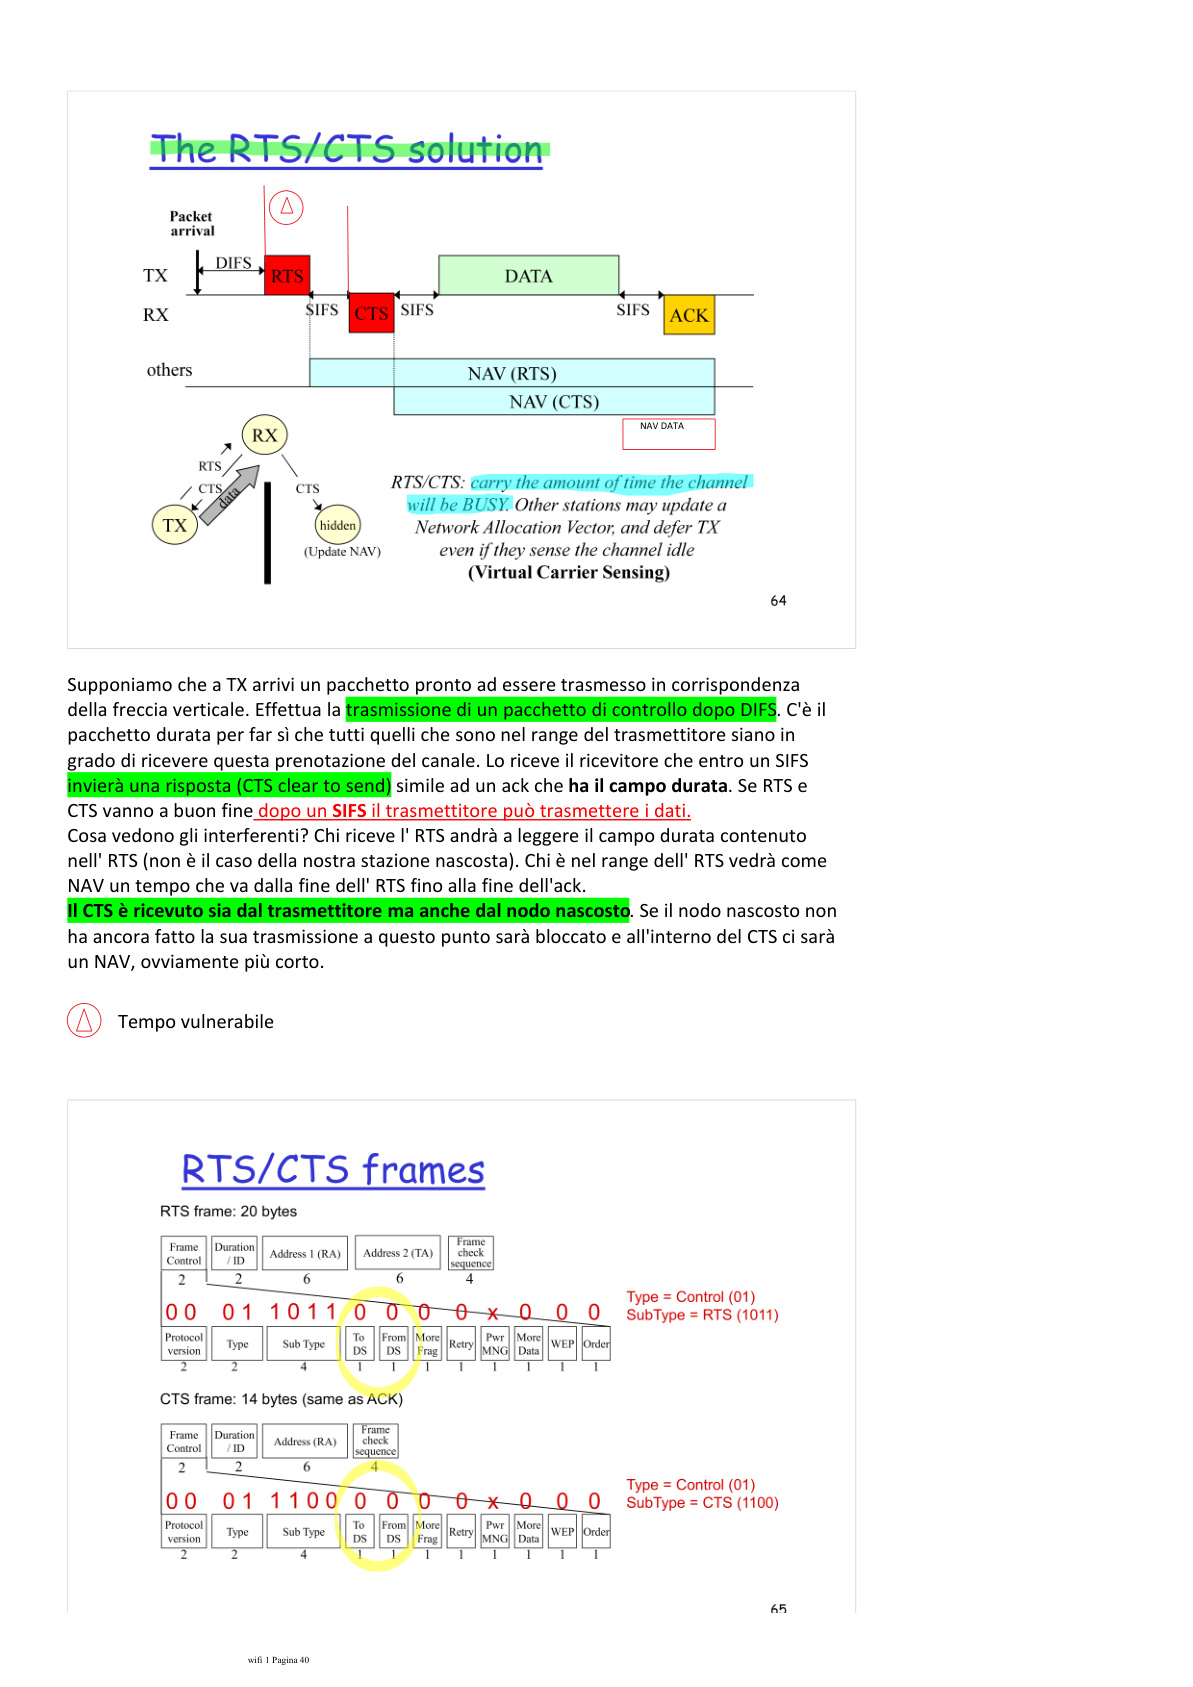 The RTS/CTS solution
Packet
arrival
DIFS
TX
RTS
DATA
SIFS
SIFS
SIFS
RX
CTS
ACK
others
NAV (RTS)
NAV (CTS)
NAV DATA
RX
RTS
CTS
data
CTS
TX
hidden
(Update NAV)
RTS/CTS: carry the amount of time the channel
will be BUSY. Other stations may update a
Network Allocation Vector, and defer TX
even if they sense the channel idle
(Virtual Carrier Sensing)
64
Supponiamo che a TX arrivi un pacchetto pronto ad essere trasmesso in corrispondenza
della freccia verticale. Effettua la trasmissione di un pacchetto di controllo dopo DIFS. C'è il
pacchetto durata per far sì che tutti quelli che sono nel range del trasmettitore siano in
grado di ricevere questa prenotazione del canale. Lo riceve il ricevitore che entro un SIFS
invierà una risposta (CTS clear to send) simile ad un ack che ha il campo durata. Se RTS e
CTS vanno a buon fine dopo un SIFS il trasmettitore può trasmettere i dati.
Cosa vedono gli interferenti? Chi riceve l' RTS andrà a leggere il campo durata contenuto
nell' RTS (non è il caso della nostra stazione nascosta). Chi è nel range dell' RTS vedrà come
NAV un tempo che va dalla fine dell' RTS fino alla fine dell'ack.
Il CTS è ricevuto sia dal trasmettitore ma anche dal nodo nascosto. Se il nodo nascosto non
ha ancora fatto la sua trasmissione a questo punto sarà bloccato e all'interno del CTS ci sarà
un NAV, ovviamente più corto.
Tempo vulnerabile
RTS/CTS frames
RTS frame: 20 bytes
Frame Control
Duration / ID
Address 1 (RA)
Address 2 (TA)
Frame check sequence
2 2 6 6 4
00 01 1011 0 0 0 0 x 0 0 0
Type = Control (01)
SubType = RTS (1011)
Protocol version
Type
Sub Type
To DS
From DS
More Frag
Retry
Pwr MNG
More Data
WEP
Order
2 2 4 1 1 1 1 1 1 1 1
CTS frame: 14 bytes (same as ACK)
Frame Control
Duration / ID
Address (RA)
Frame check sequence
2 2 6 4
00 01 1100 0 0 0 0 x 0 0 0
Type = Control (01)
SubType = CTS (1100)
Protocol version
Type
Sub Type
To DS
From DS
More Frag
Retry
Pwr MNG
More Data
WEP
Order
2 2 4 1 1 1 1 1 1 1 1
65
wifi 1 Pagina 40